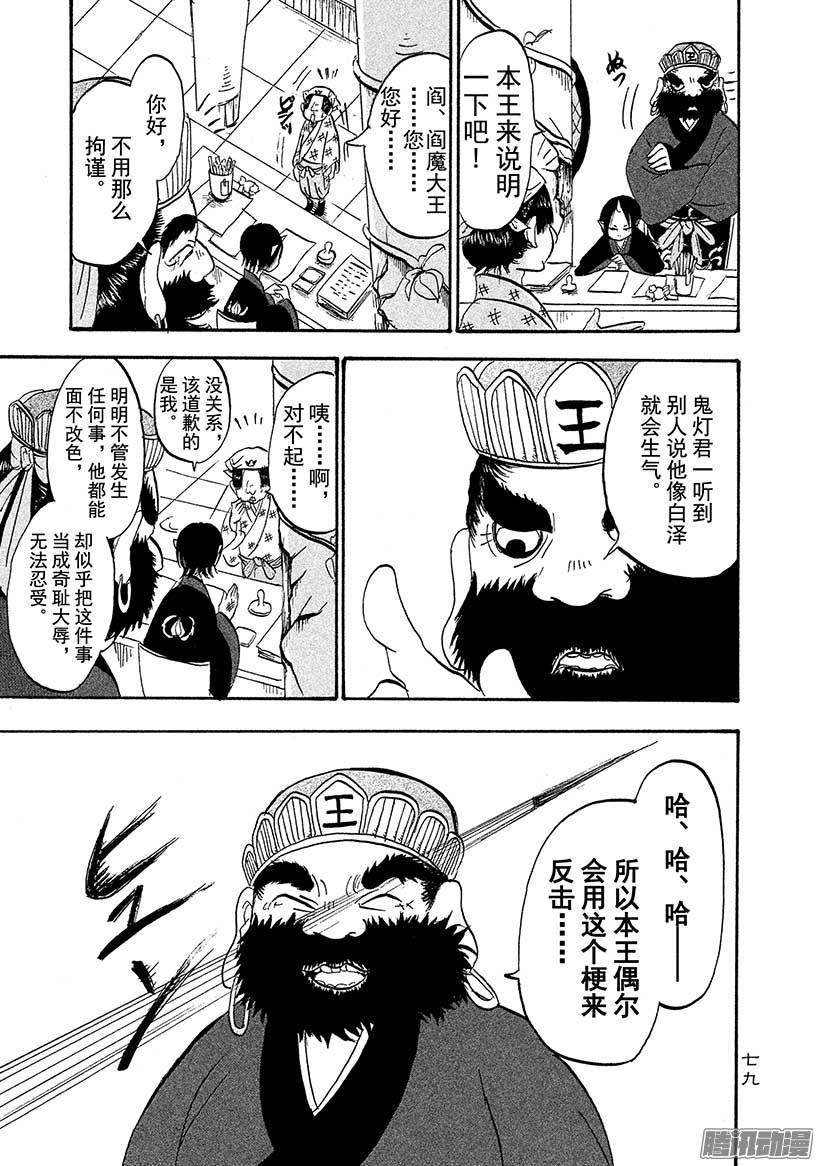 本王来说明
一下吧！
ぬっ
阎、阎魔大王
……您……
您好……
你好，
不用那么
拘谨。
鬼灯君一听到
别人说他像白泽
就会生气。
王
咦……啊，
对不起……
没关系，
该道歉的
是我。
明明不管发生
任何事，他都能
面不改色，
却似乎把这件事
当成奇耻大辱，
无法忍受。
哈、哈、哈——
所以本王偶尔
会用这个梗来
反击……
王
七九
腾讯动漫